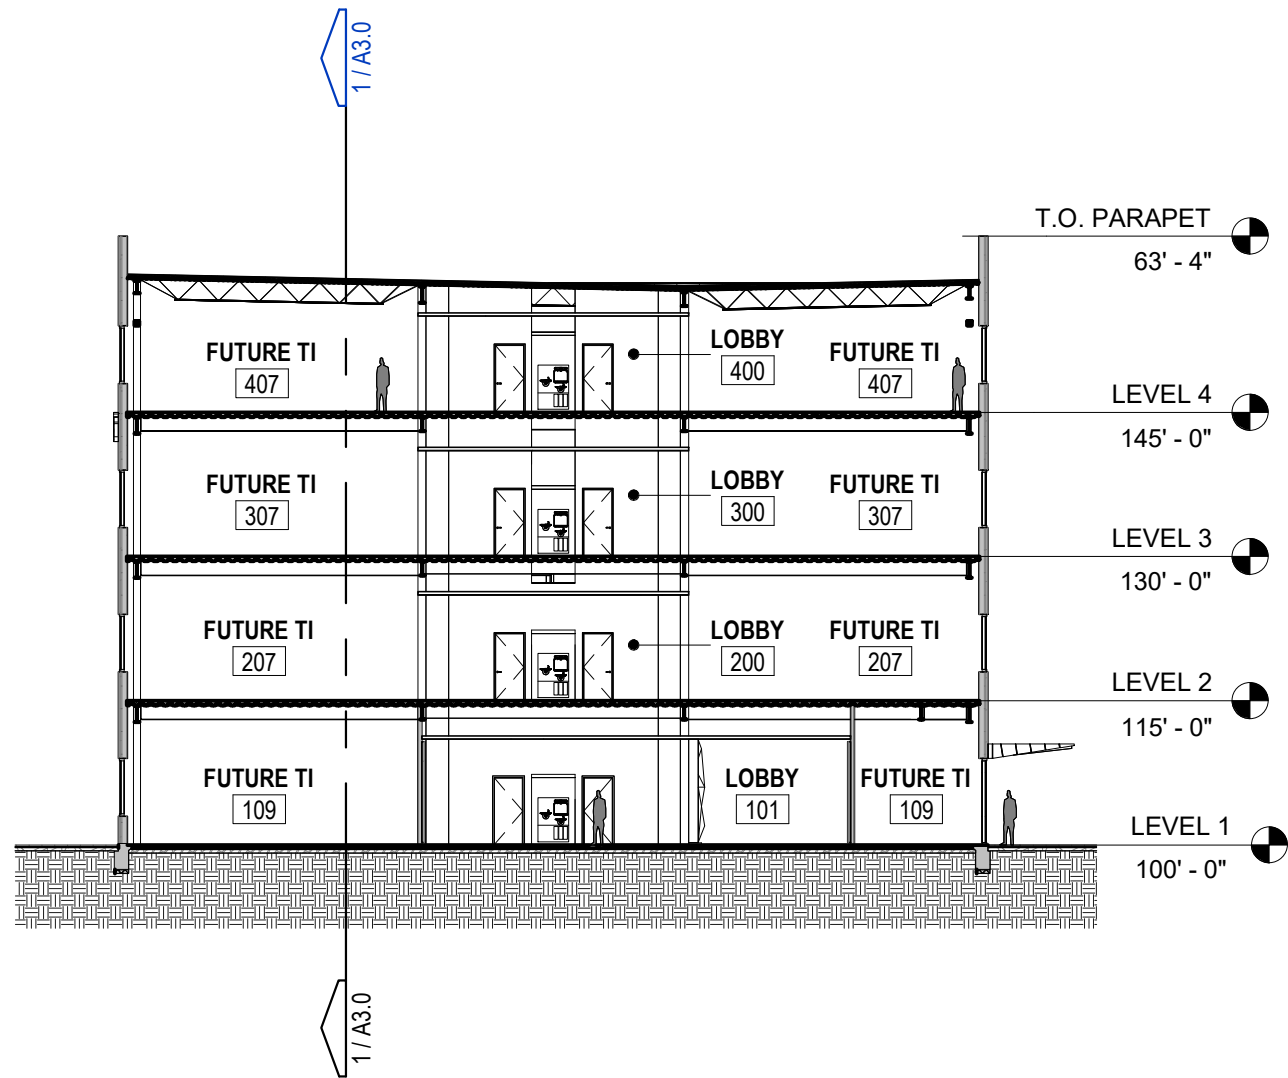 1 / A3.0
T.O. PARAPET
63' - 4"
FUTURE TI
407
LOBBY
400
FUTURE TI
407
LEVEL 4
145' - 0"
FUTURE TI
307
LOBBY
300
FUTURE TI
307
LEVEL 3
130' - 0"
FUTURE TI
207
LOBBY
200
FUTURE TI
207
LEVEL 2
115' - 0"
FUTURE TI
109
LOBBY
101
FUTURE TI
109
LEVEL 1
100' - 0"
1 / A3.0